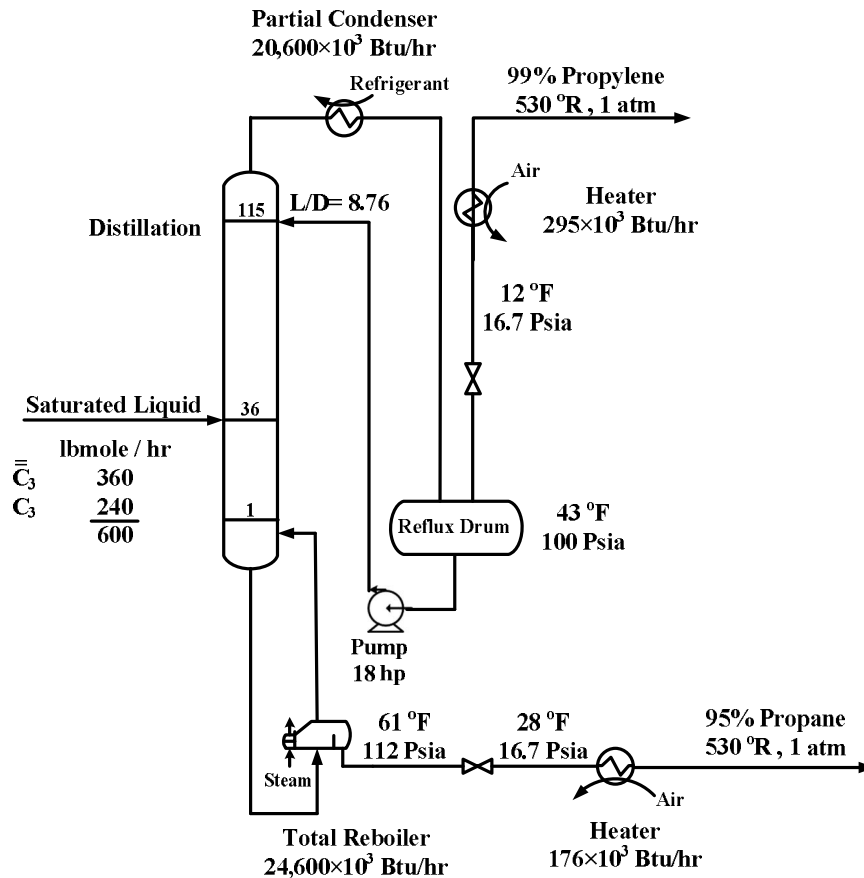 Partial Condenser
20,600×10³ Btu/hr
Refrigerant
99% Propylene
530 °R , 1 atm
Air
Heater
295×10³ Btu/hr
115
L/D= 8.76
Distillation
12 °F
16.7 Psia
Saturated Liquid
36
lbmole / hr
C̿₃ 360
C₃ 240
600
1
Reflux Drum
43 °F
100 Psia
Pump
18 hp
61 °F
112 Psia
28 °F
16.7 Psia
95% Propane
530 °R , 1 atm
Steam
Air
Total Reboiler
24,600×10³ Btu/hr
Heater
176×10³ Btu/hr